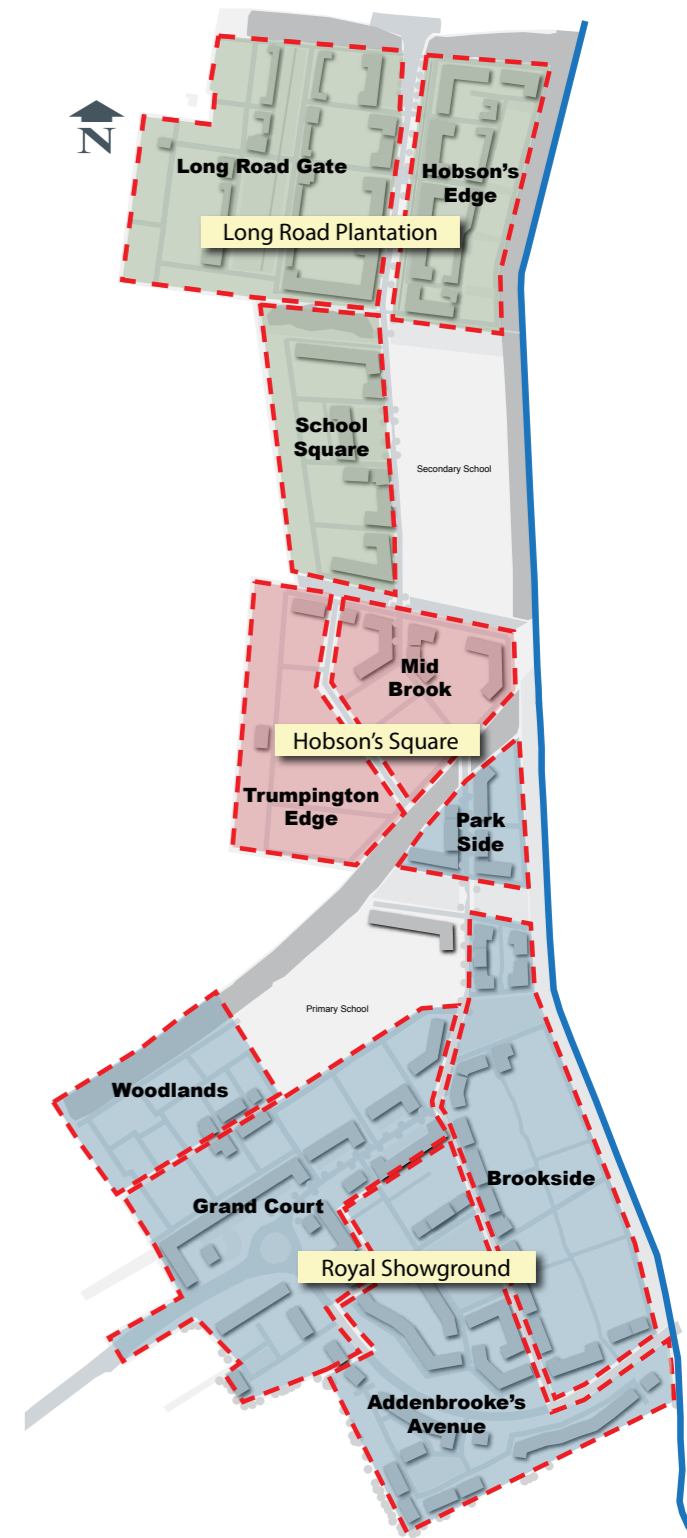 N
Long Road Gate
Hobson's
Edge
Long Road Plantation
School
Square
Secondary School
Mid
Brook
Hobson's Square
Trumpington
Edge
Park
Side
Primary School
Woodlands
Brookside
Grand Court
Royal Showground
Addenbrooke's
Avenue